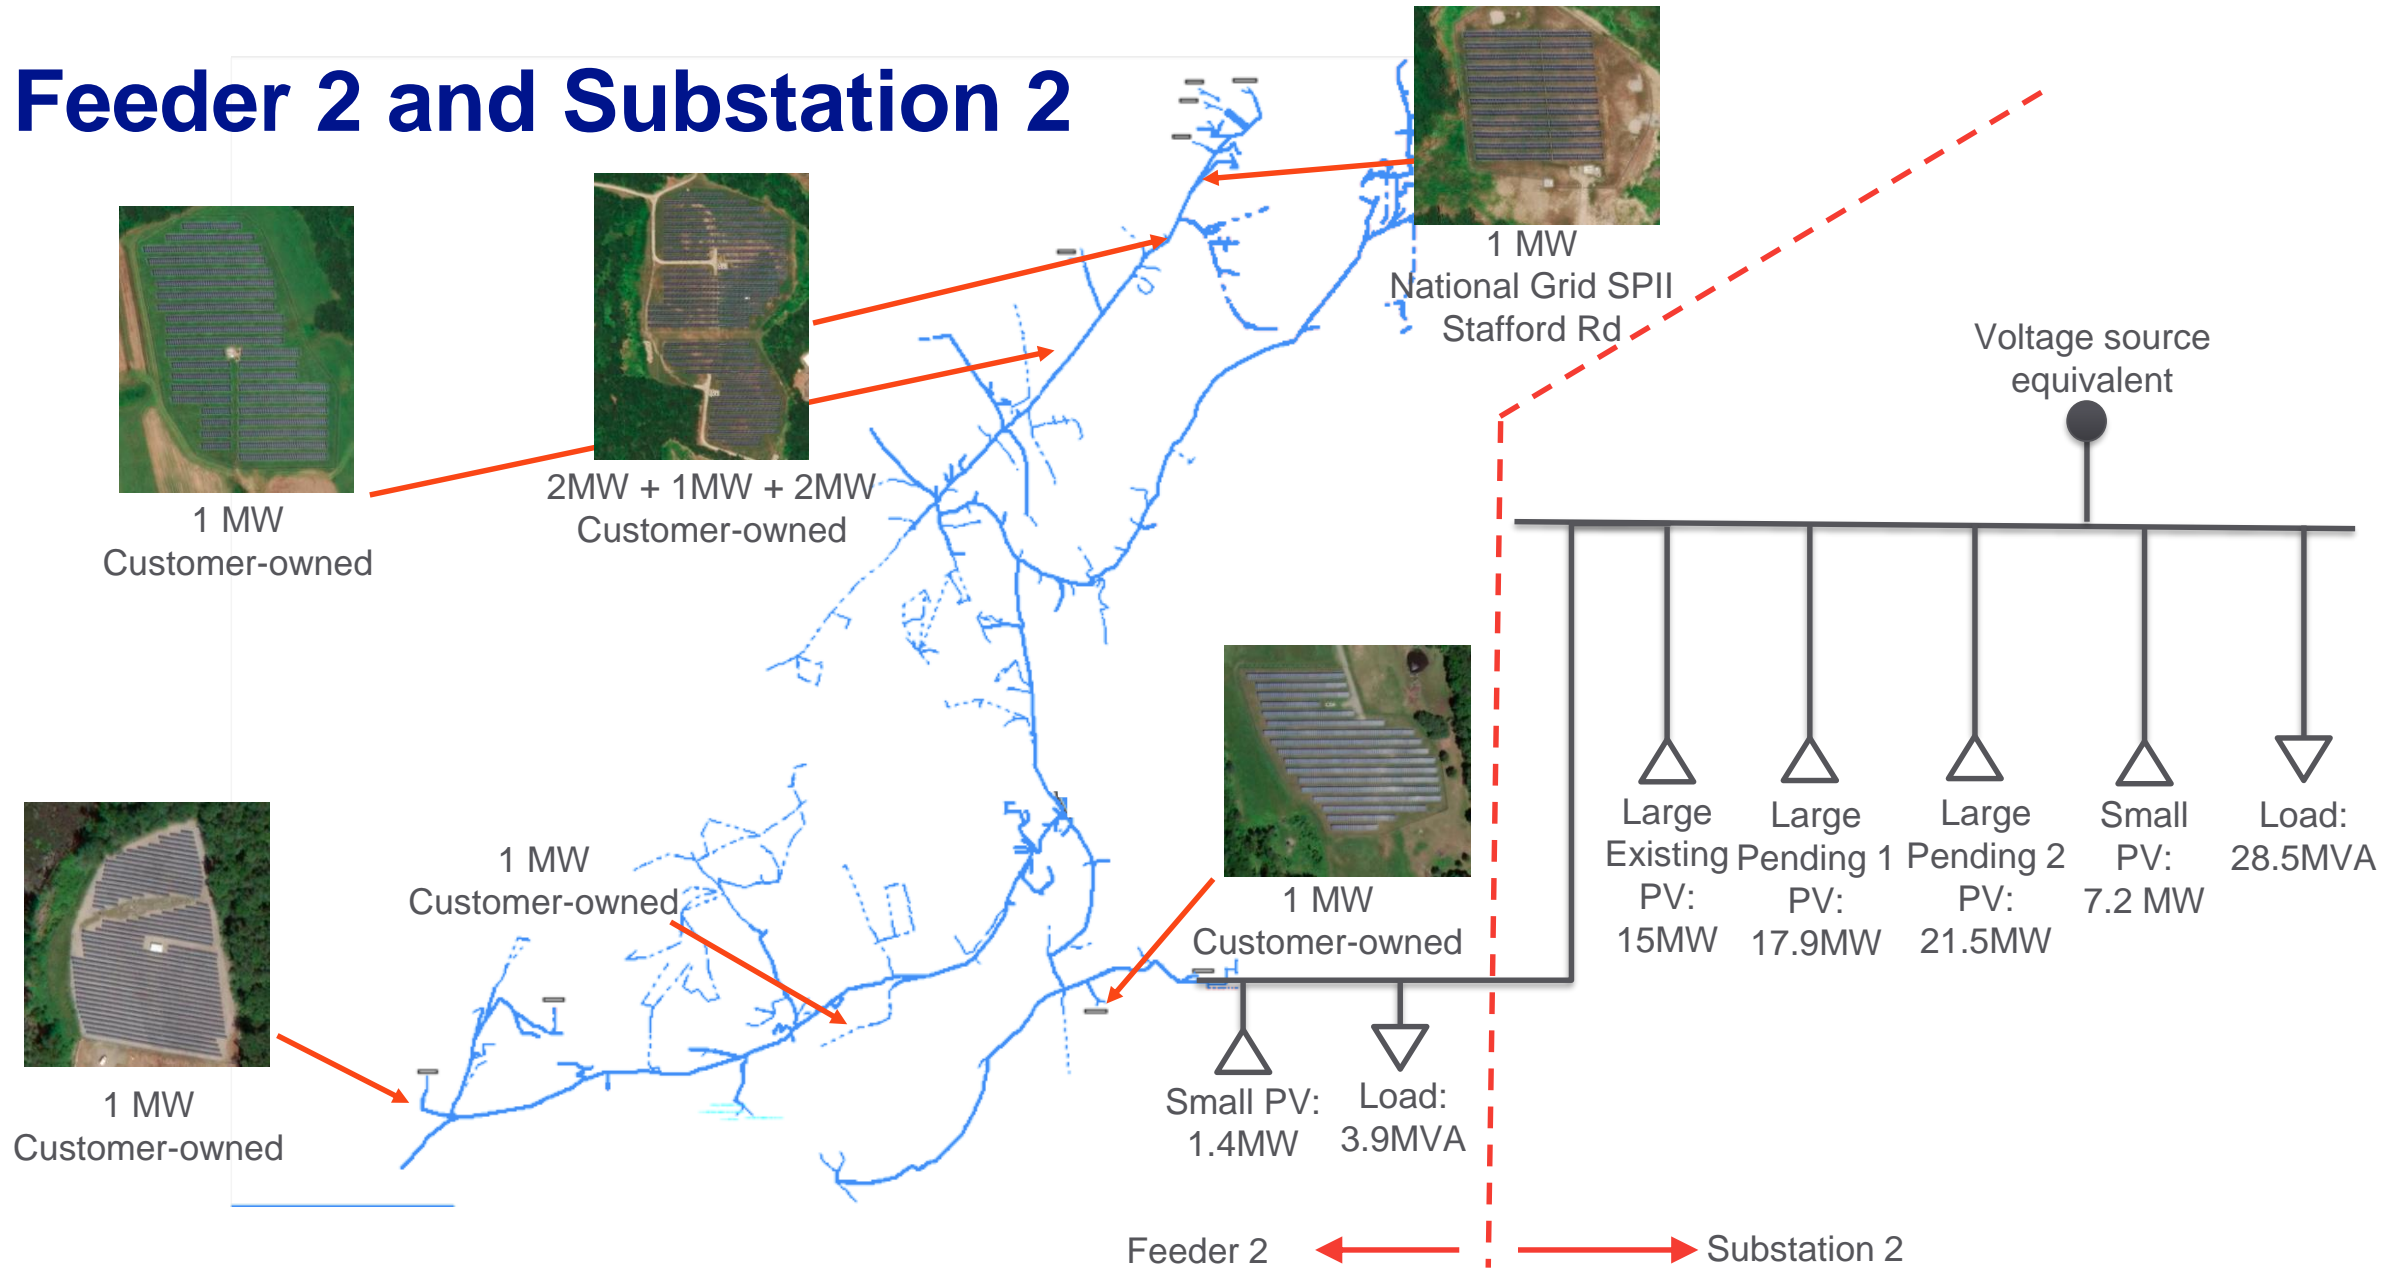 Feeder 2 and Substation 2
1 MW
National Grid SPII
Stafford Rd
1 MW
Customer-owned
2MW + 1MW + 2MW
Customer-owned
Voltage source
equivalent
1 MW
Customer-owned
1 MW
Customer-owned
1 MW
Customer-owned
Small PV:
1.4MW
Load:
3.9MVA
Large
Existing
PV:
15MW
Large
Pending 1
PV:
17.9MW
Large
Pending 2
PV:
21.5MW
Small
PV:
7.2 MW
Load:
28.5MVA
Feeder 2
Substation 2